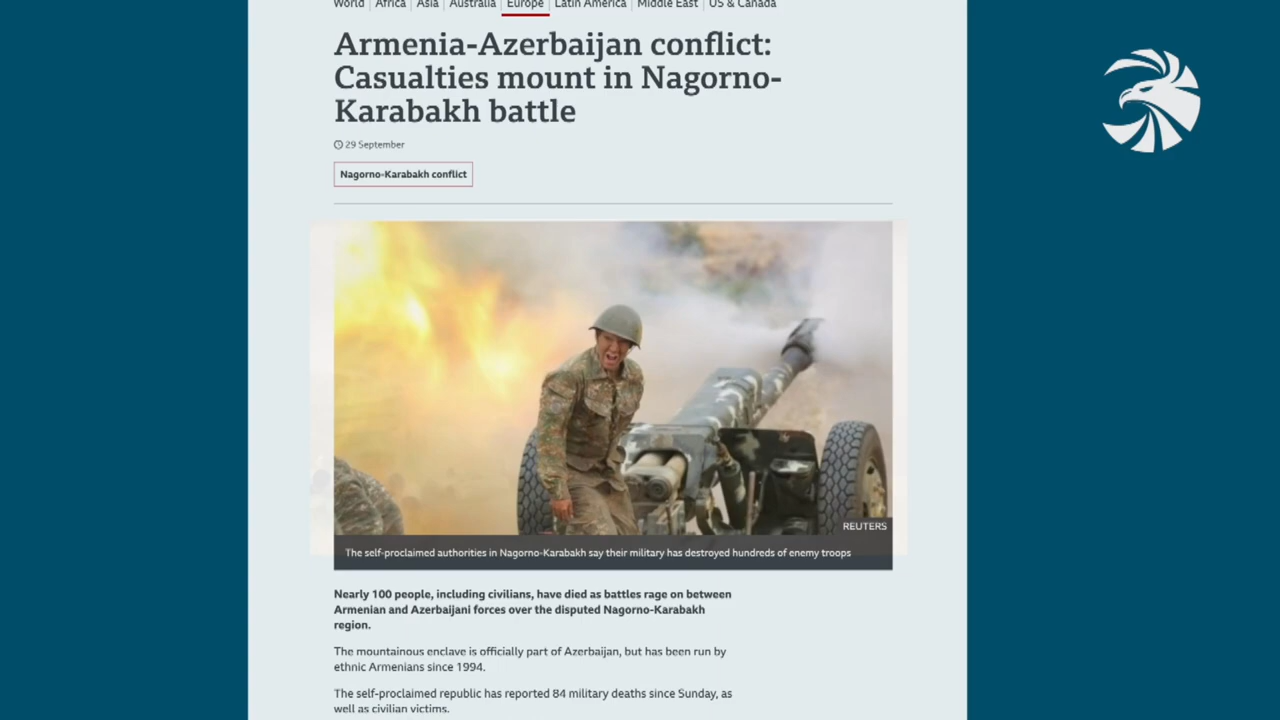 World Africa Asia Australia Europe Latin America Middle East US & Canada
Armenia-Azerbaijan conflict:
Casualties mount in Nagorno-
Karabakh battle
29 September
Nagorno-Karabakh conflict
REUTERS
The self-proclaimed authorities in Nagorno-Karabakh say their military has destroyed hundreds of enemy troops
Nearly 100 people, including civilians, have died as battles rage on between
Armenian and Azerbaijani forces over the disputed Nagorno-Karabakh
region.
The mountainous enclave is officially part of Azerbaijan, but has been run by
ethnic Armenians since 1994.
The self-proclaimed republic has reported 84 military deaths since Sunday, as
well as civilian victims.